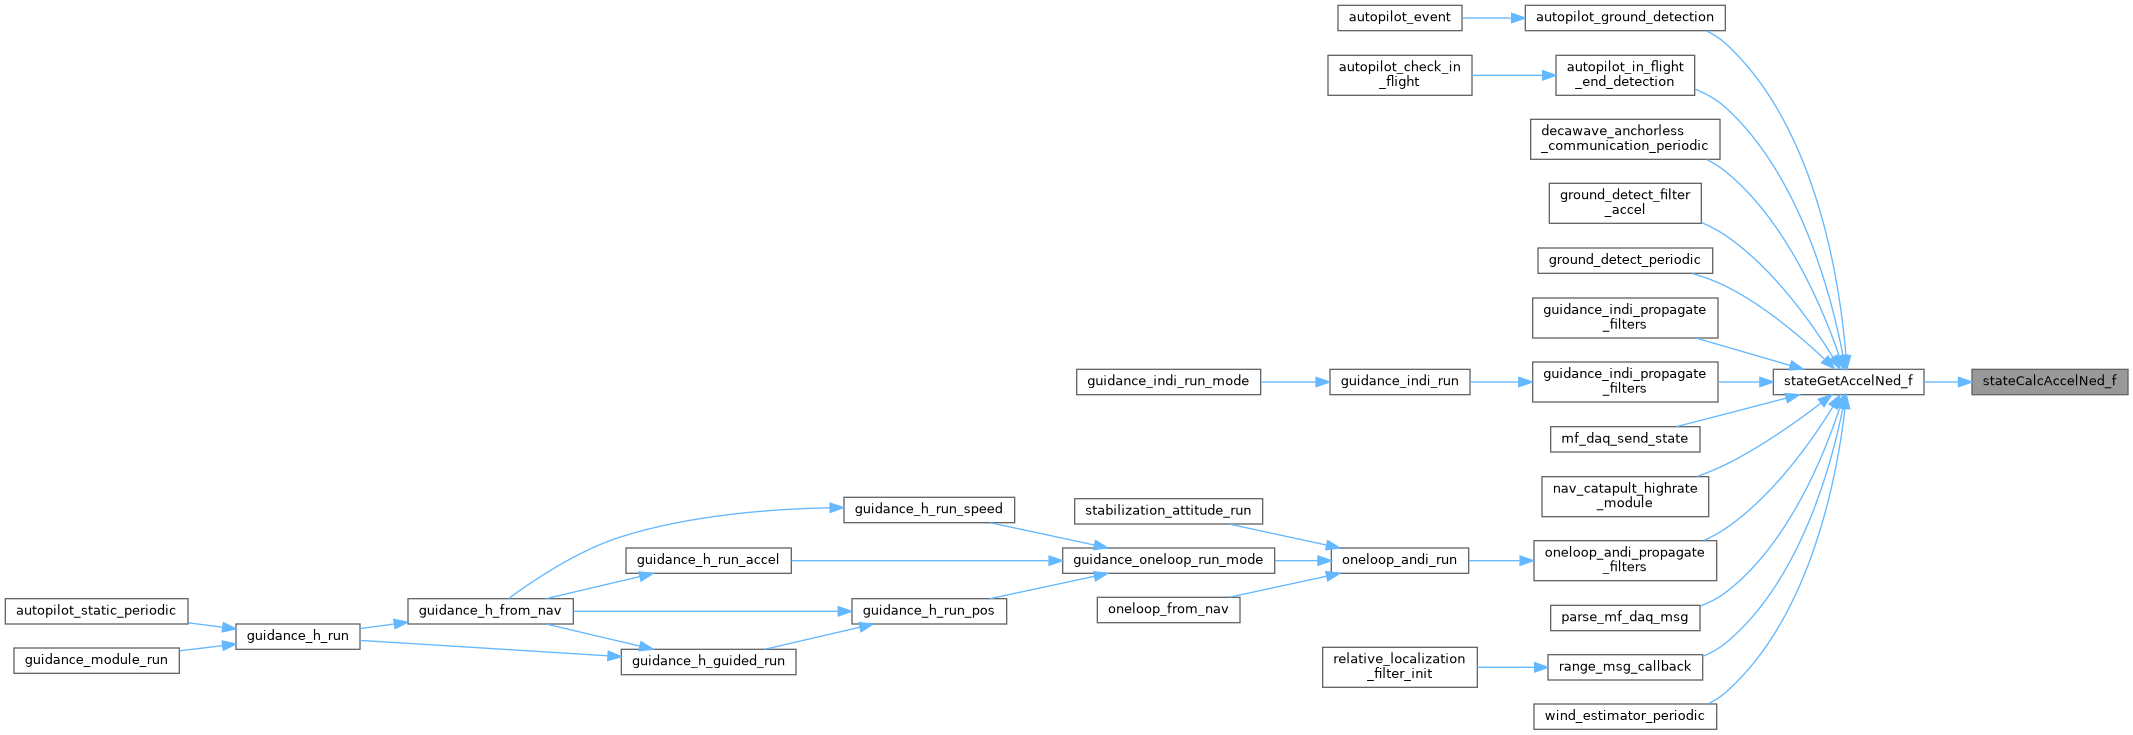 autopilot_event
autopilot_ground_detection
autopilot_check_in
_flight
autopilot_in_flight
_end_detection
decawave_anchorless
_communication_periodic
ground_detect_filter
_accel
ground_detect_periodic
guidance_indi_propagate
_filters
guidance_indi_run_mode
guidance_indi_run
guidance_indi_propagate
_filters
stateGetAccelNed_f
stateCalcAccelNed_f
mf_daq_send_state
nav_catapult_highrate
_module
guidance_h_run_speed
stabilization_attitude_run
guidance_h_run_accel
guidance_oneloop_run_mode
oneloop_andi_run
oneloop_andi_propagate
_filters
autopilot_static_periodic
guidance_h_from_nav
guidance_h_run_pos
oneloop_from_nav
parse_mf_daq_msg
guidance_h_run
guidance_module_run
guidance_h_guided_run
relative_localization
_filter_init
range_msg_callback
wind_estimator_periodic